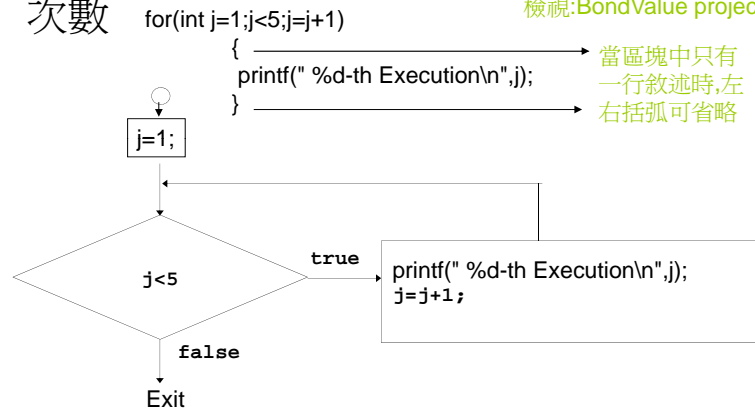 次數
for(int j=1;j<5;j=j+1)
檢視:BondValue projec
{
printf(" %d-th Execution\n",j);
}
當區塊中只有
一行敘述時,左
右括弧可省略
j=1;
j<5
true
printf(" %d-th Execution\n",j);
j=j+1;
false
Exit